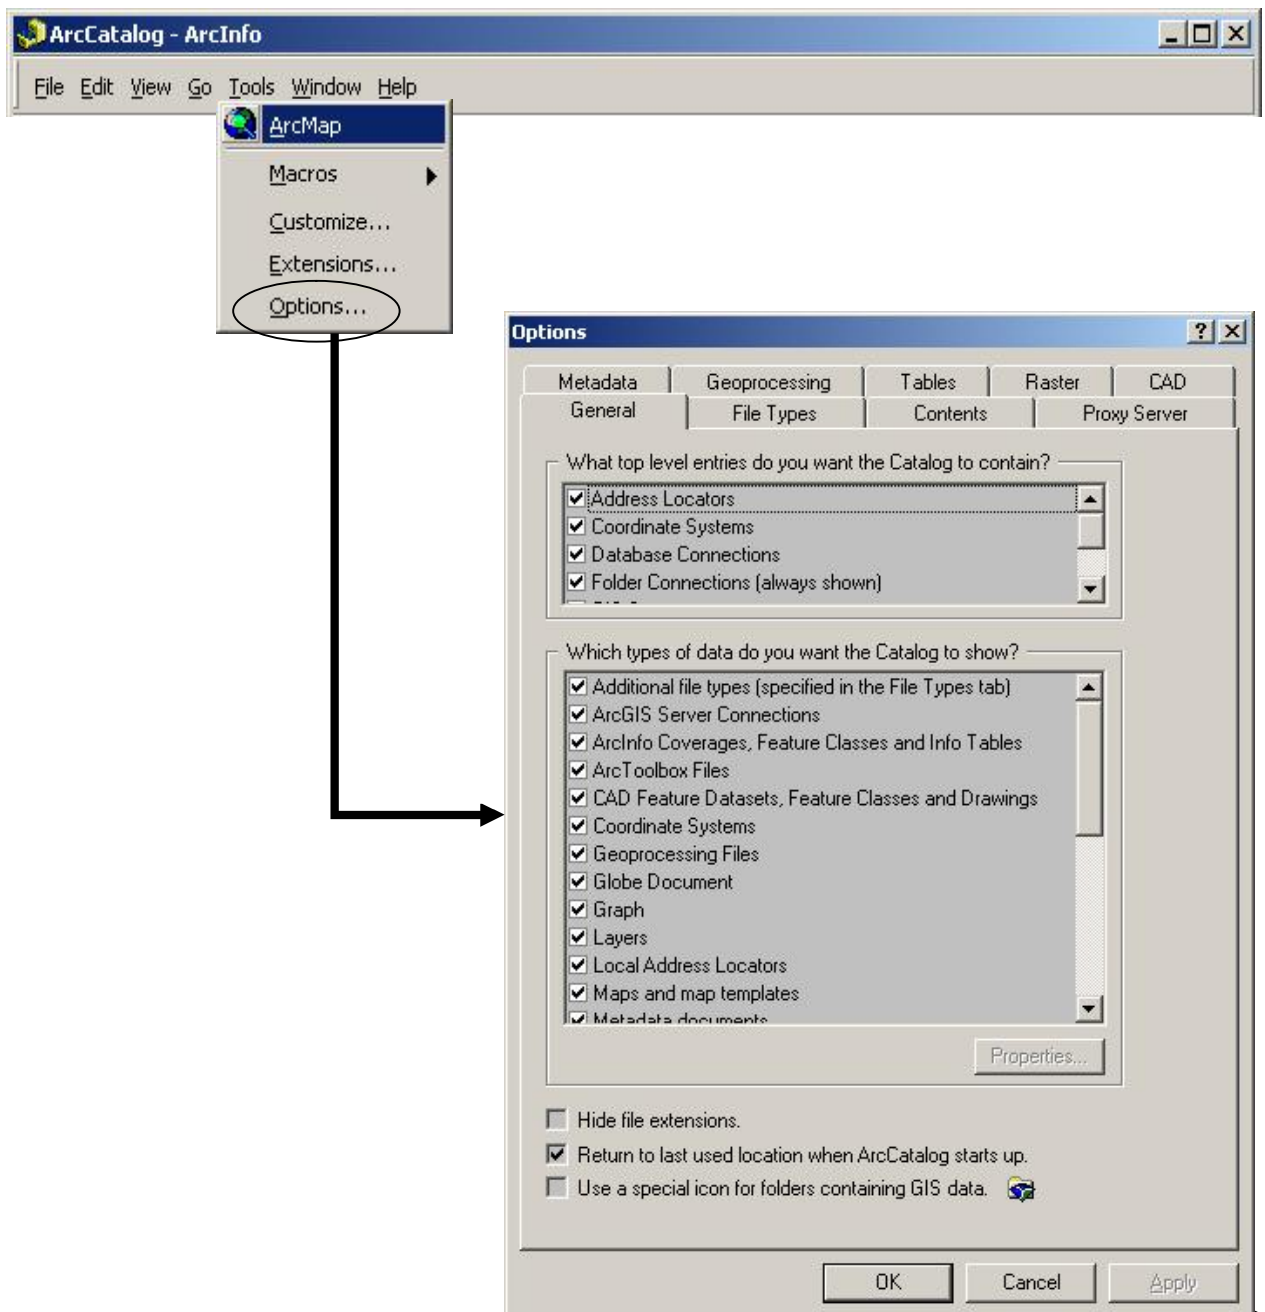 ArcCatalog - ArcInfo
File Edit View Go Tools Window Help
ArcMap
Macros
Customize...
Extensions...
Options...
Options
Metadata Geoprocessing Tables Raster CAD
General File Types Contents Proxy Server
What top level entries do you want the Catalog to contain?
Address Locators
Coordinate Systems
Database Connections
Folder Connections (always shown)
Which types of data do you want the Catalog to show?
Additional file types (specified in the File Types tab)
ArcGIS Server Connections
ArcInfo Coverages, Feature Classes and Info Tables
ArcToolbox Files
CAD Feature Datasets, Feature Classes and Drawings
Coordinate Systems
Geoprocessing Files
Globe Document
Graph
Layers
Local Address Locators
Maps and map templates
Metadata documents
Properties...
Hide file extensions.
Return to last used location when ArcCatalog starts up.
Use a special icon for folders containing GIS data.
OK Cancel Apply